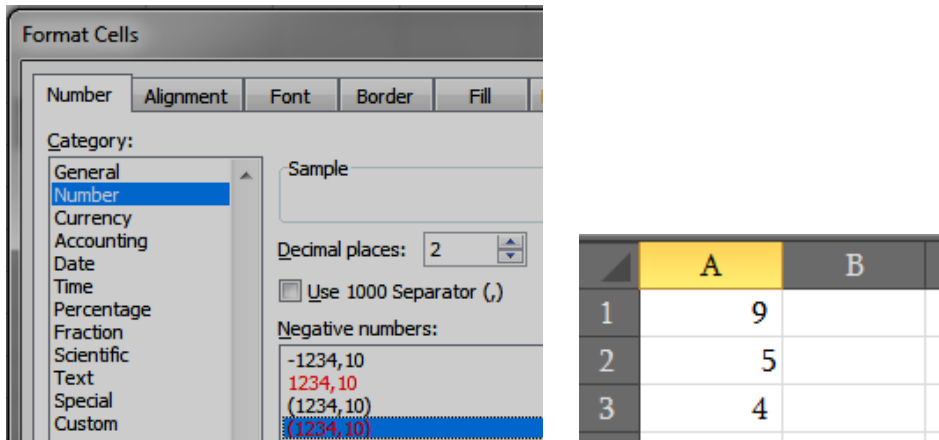 Format Cells
Number Alignment Font Border Fill
Category:
General
Number
Currency
Accounting
Date
Time
Percentage
Fraction
Scientific
Text
Special
Custom
Sample
Decimal places: 2
Use 1000 Separator (,)
Negative numbers:
-1234,10
1234,10
(1234,10)
(1234,10)
A B
1 9
2 5
3 4